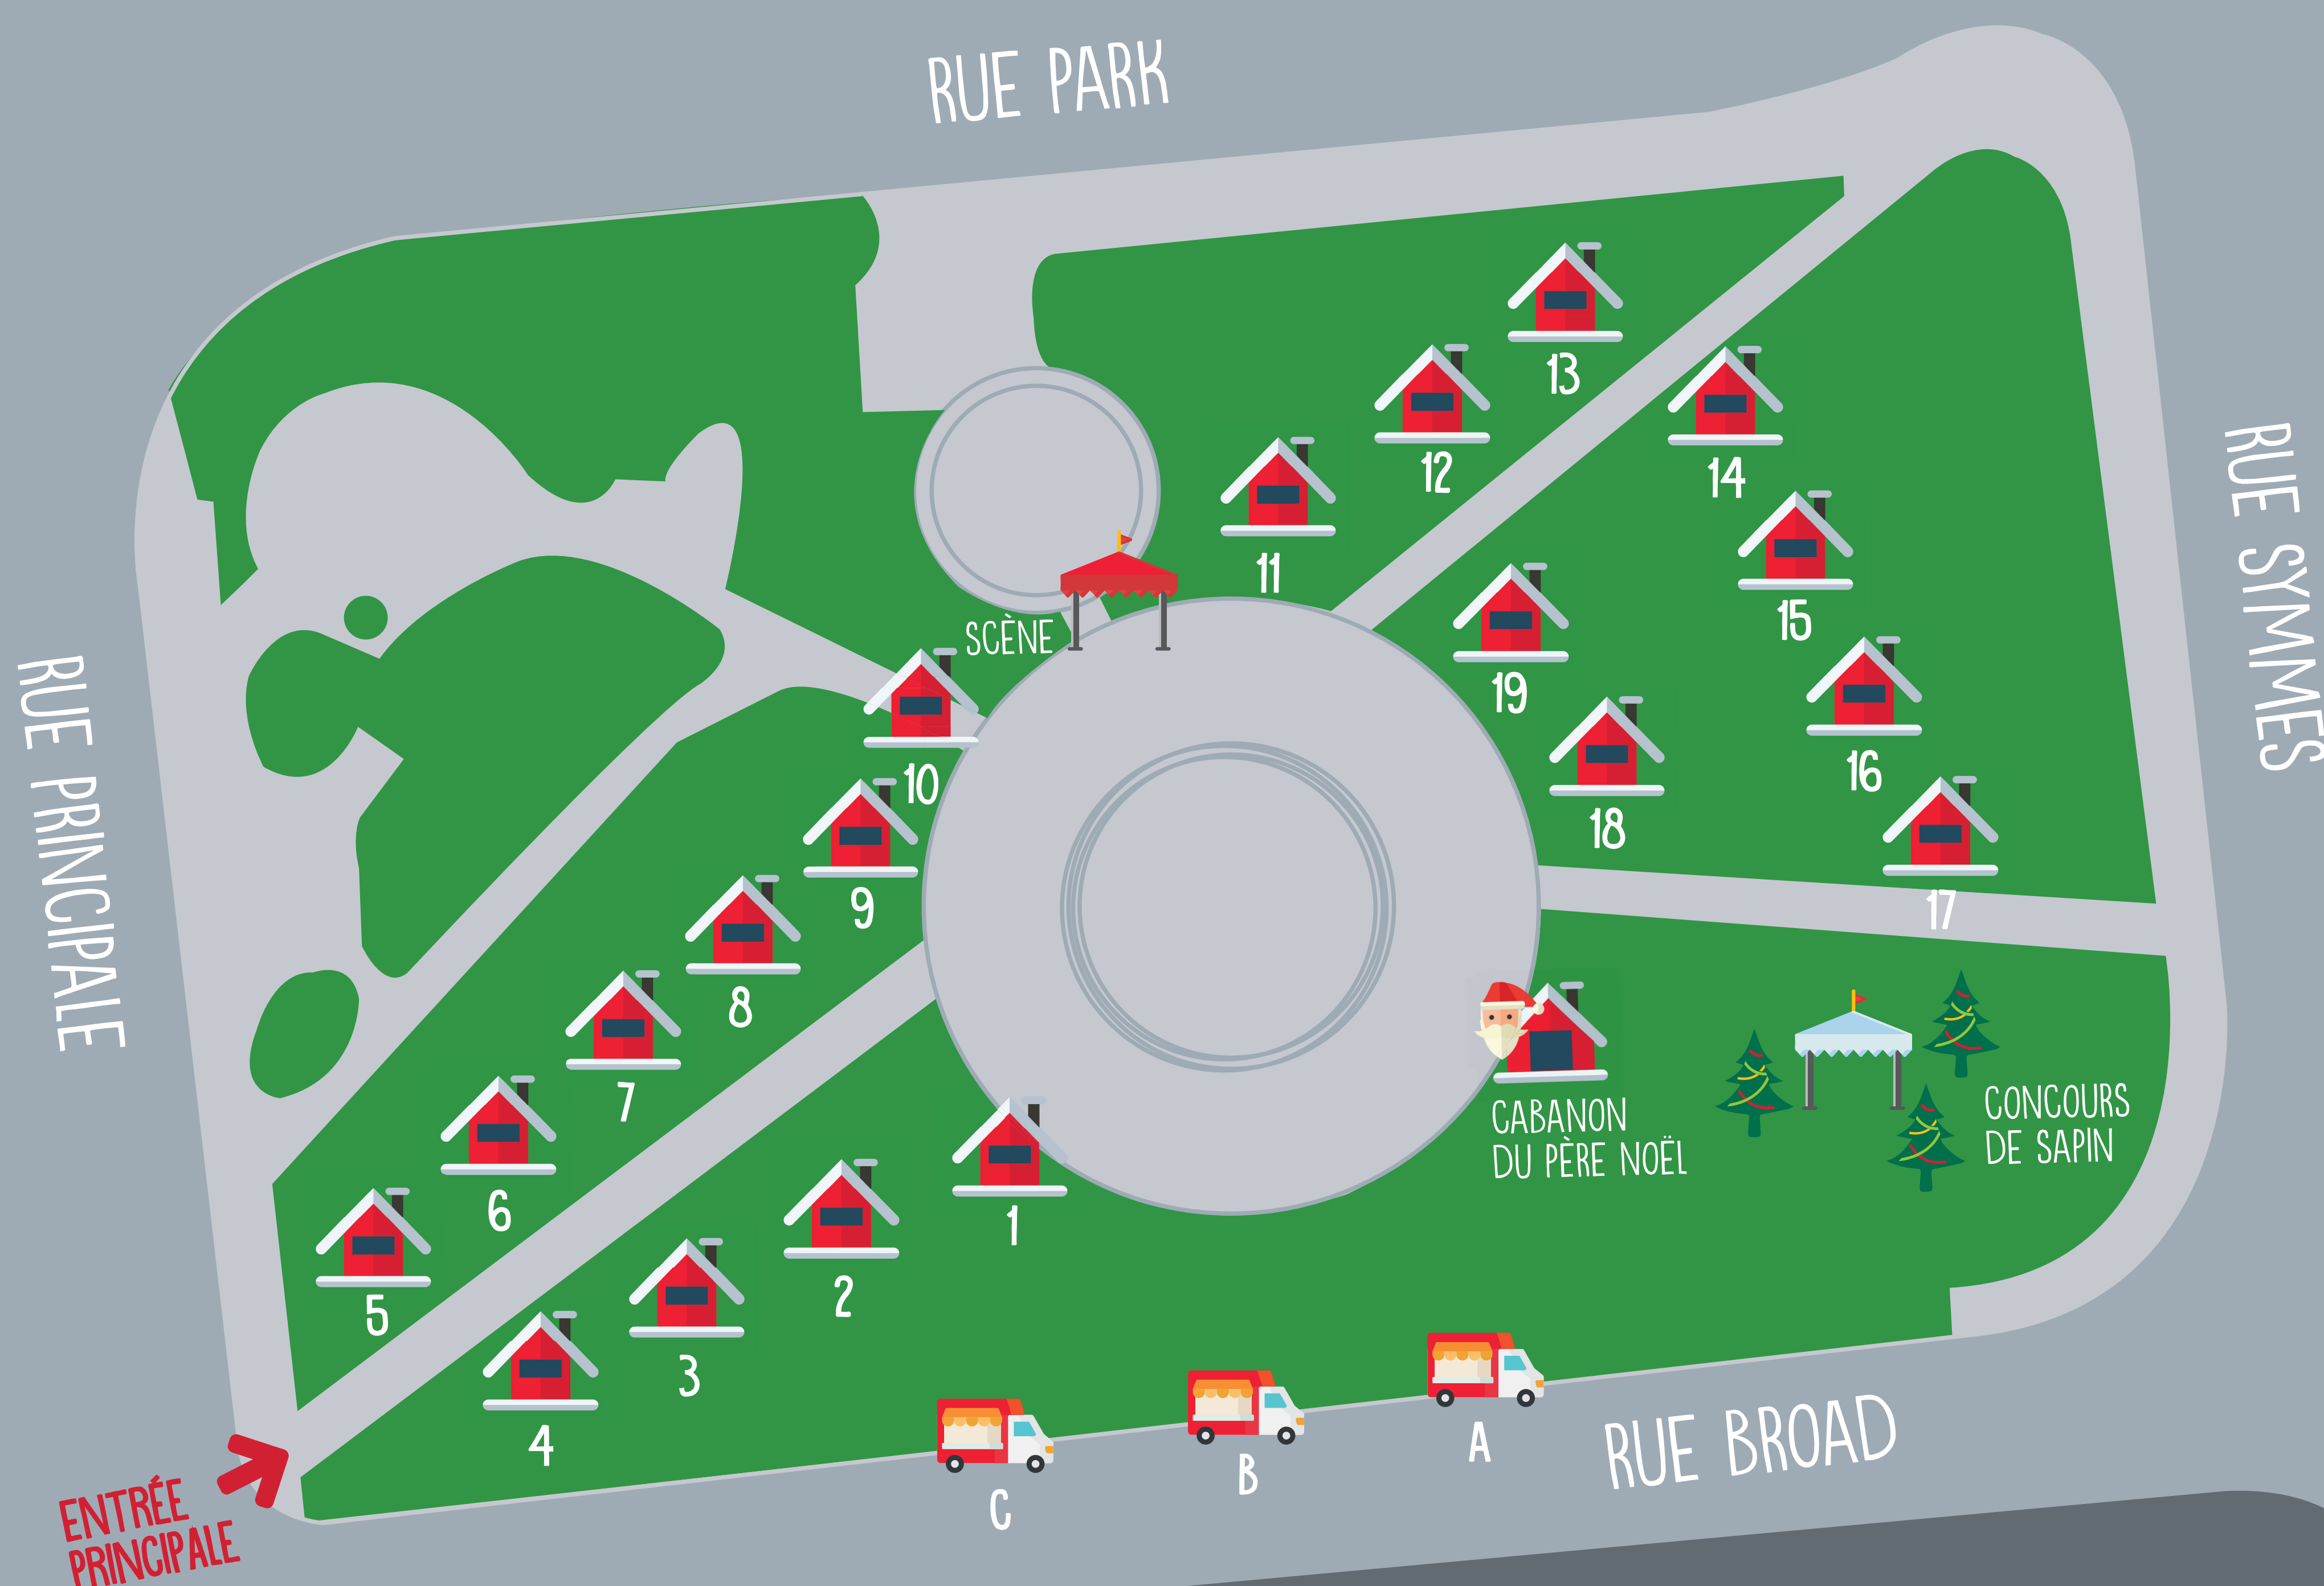 RUE PARK
13
12
14
11
15
SCÈNE
19
16
RUE SYMMES
10
18
RUE PRINCIPALE
9
17
8
7
CABANON
DU PÈRE NOËL
CONCOURS
DE SAPIN
6
1
5
2
3
4
A
B
C
RUE BROAD
ENTRÉE
PRINCIPALE